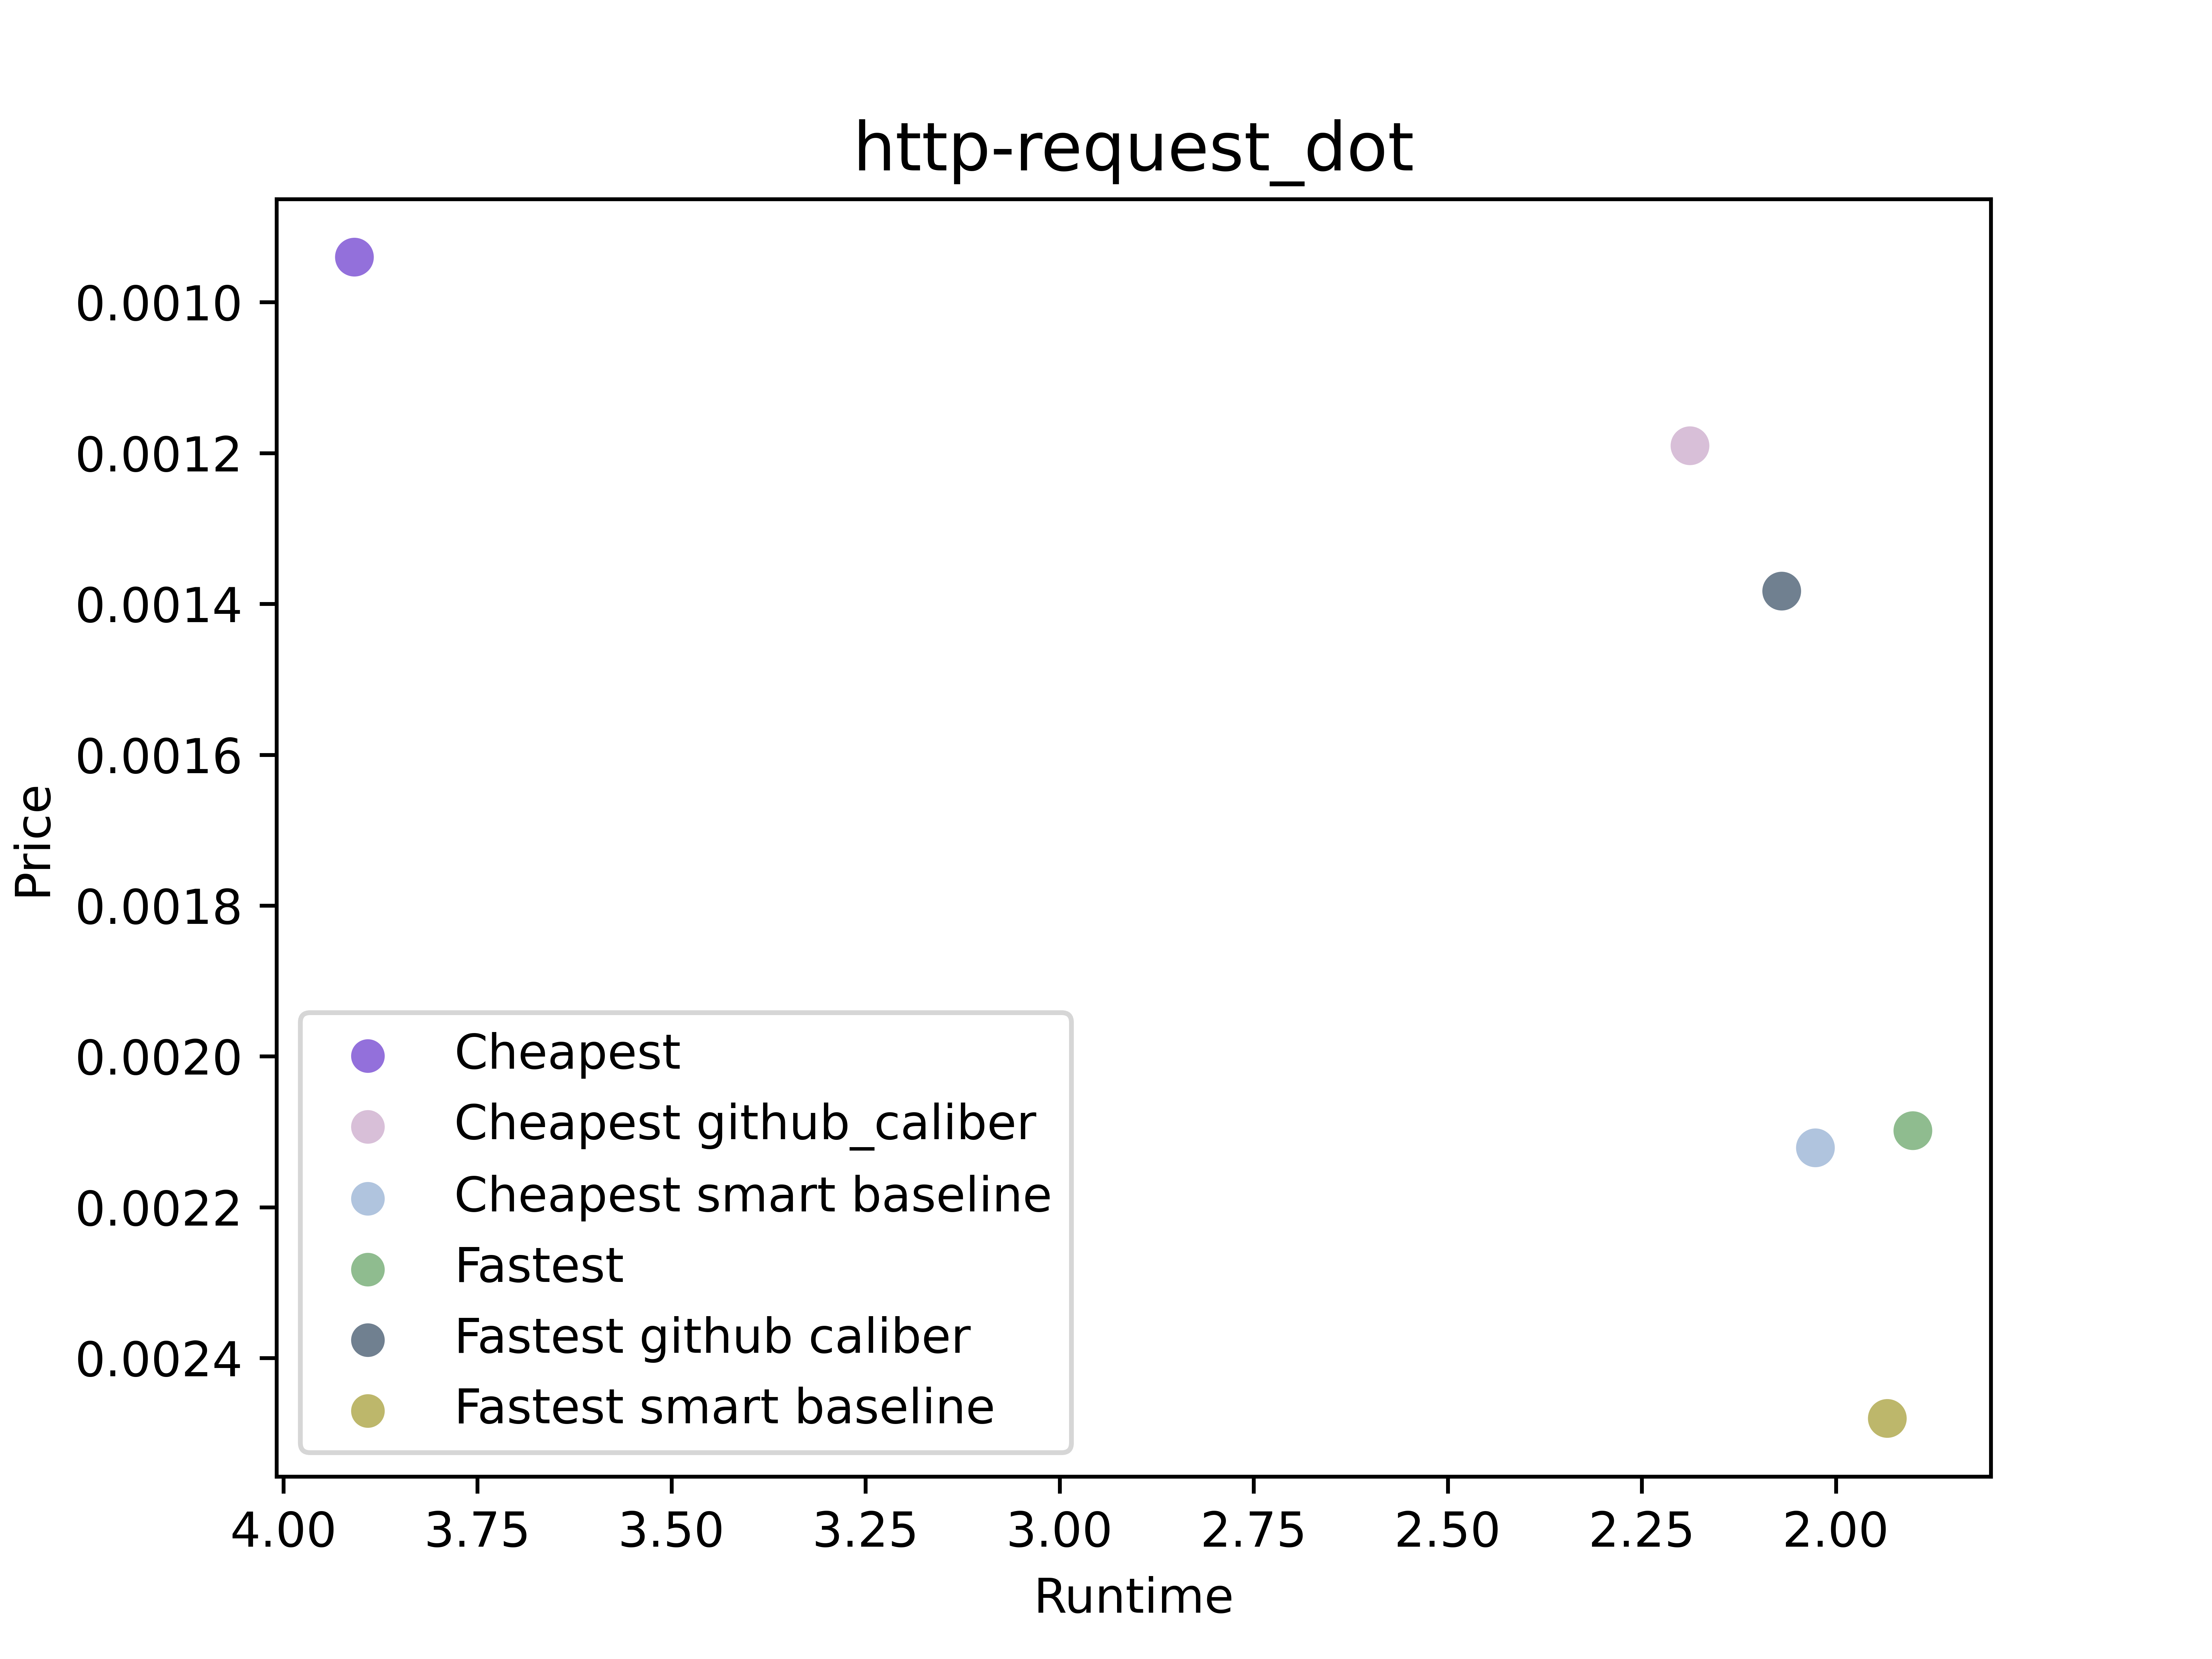 http-request_dot
Price
0.0010
0.0012
0.0014
0.0016
0.0018
0.0020
0.0022
0.0024
Cheapest
Cheapest github_caliber
Cheapest smart baseline
Fastest
Fastest github caliber
Fastest smart baseline
4.00 3.75 3.50 3.25 3.00 2.75 2.50 2.25 2.00
Runtime